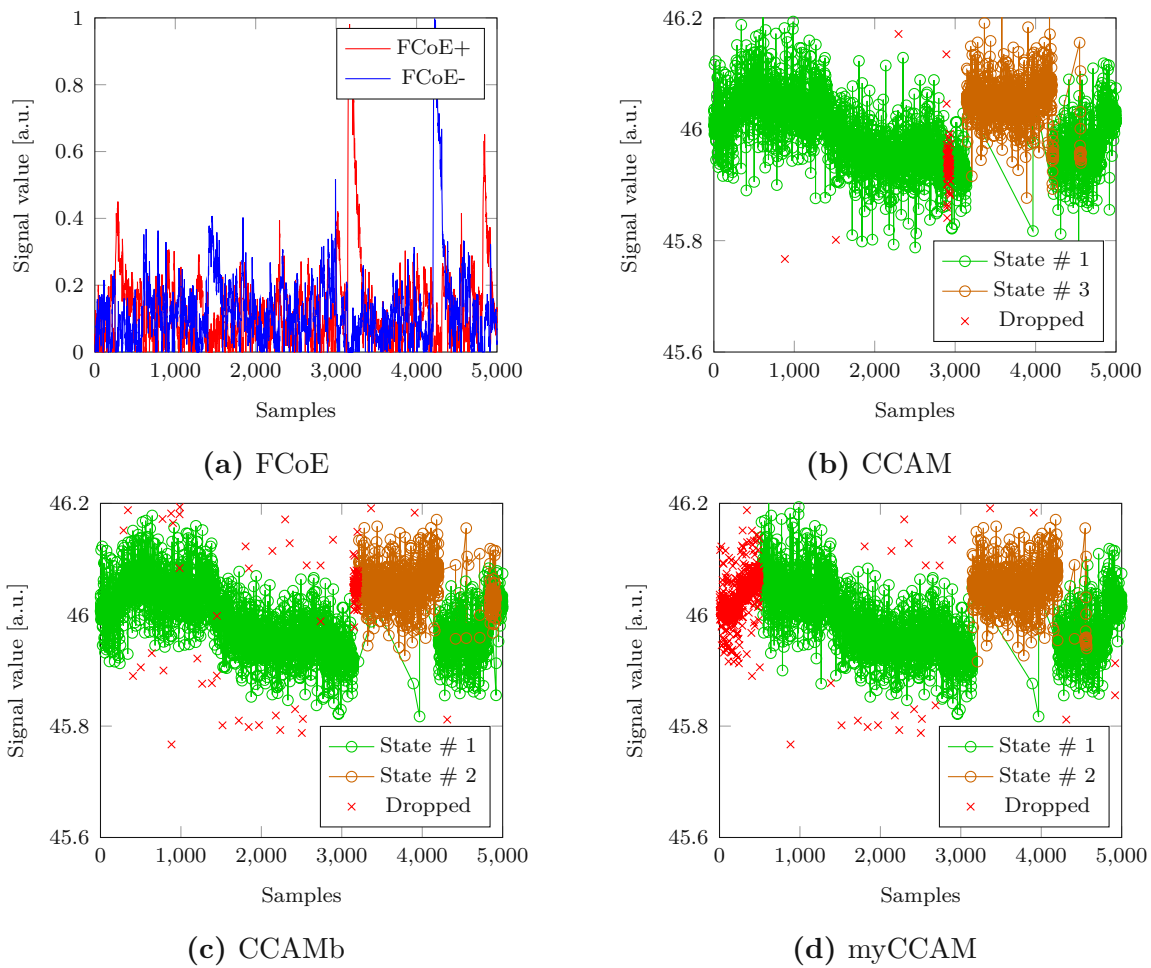 1
0.8
0.6
0.4
0.2
0
Signal value [a.u.]
FCoE+
FCoE-
0 1,000 2,000 3,000 4,000 5,000
Samples
(a) FCoE
46.2
46
45.8
45.6
Signal value [a.u.]
State # 1
State # 3
Dropped
0 1,000 2,000 3,000 4,000 5,000
Samples
(b) CCAM
46.2
46
45.8
45.6
Signal value [a.u.]
State # 1
State # 2
Dropped
0 1,000 2,000 3,000 4,000 5,000
Samples
(c) CCAMb
46.2
46
45.8
45.6
Signal value [a.u.]
State # 1
State # 2
Dropped
0 1,000 2,000 3,000 4,000 5,000
Samples
(d) myCCAM